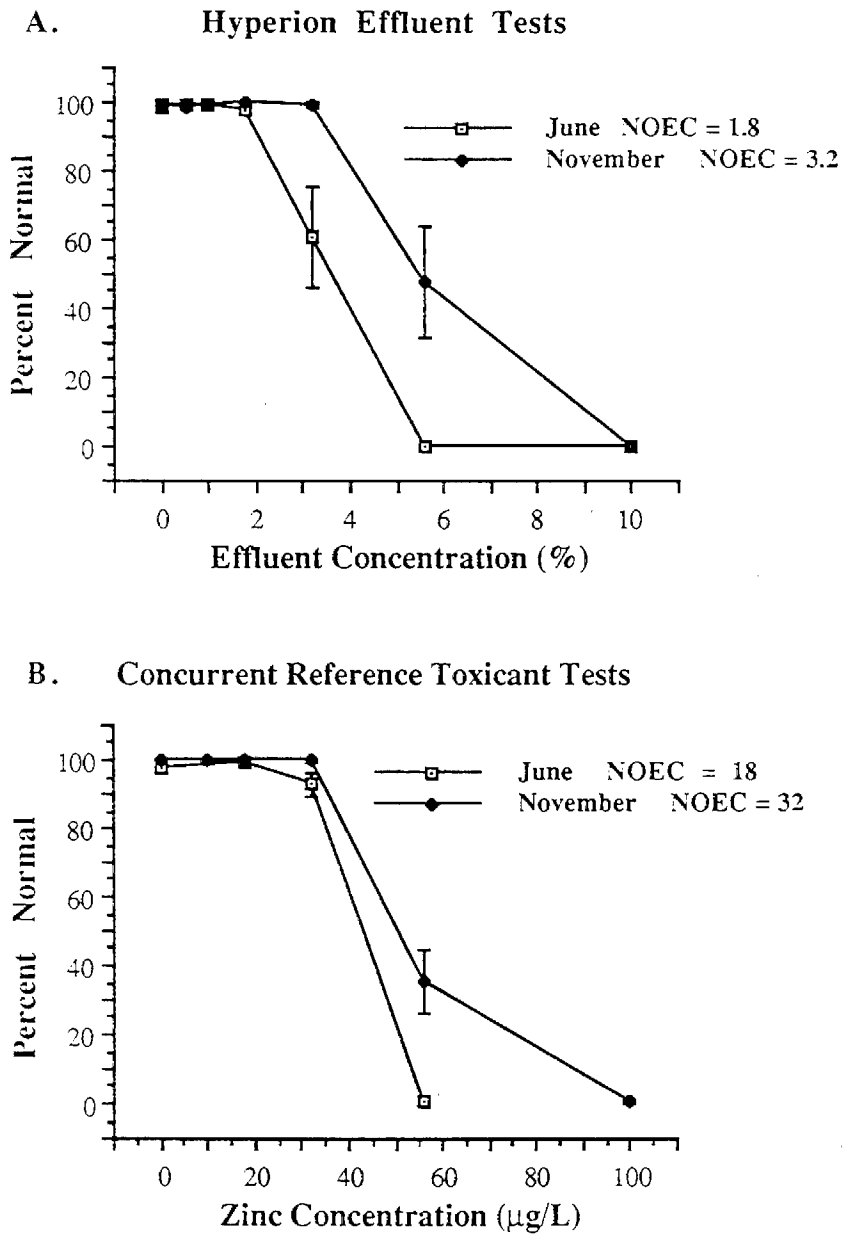 A. Hyperion Effluent Tests
100
80
60
40
20
0
Percent Normal
June NOEC = 1.8
November NOEC = 3.2
0 2 4 6 8 10
Effluent Concentration (%)
B. Concurrent Reference Toxicant Tests
100
80
60
40
20
0
Percent Normal
June NOEC = 18
November NOEC = 32
0 20 40 60 80 100
Zinc Concentration (μg/L)